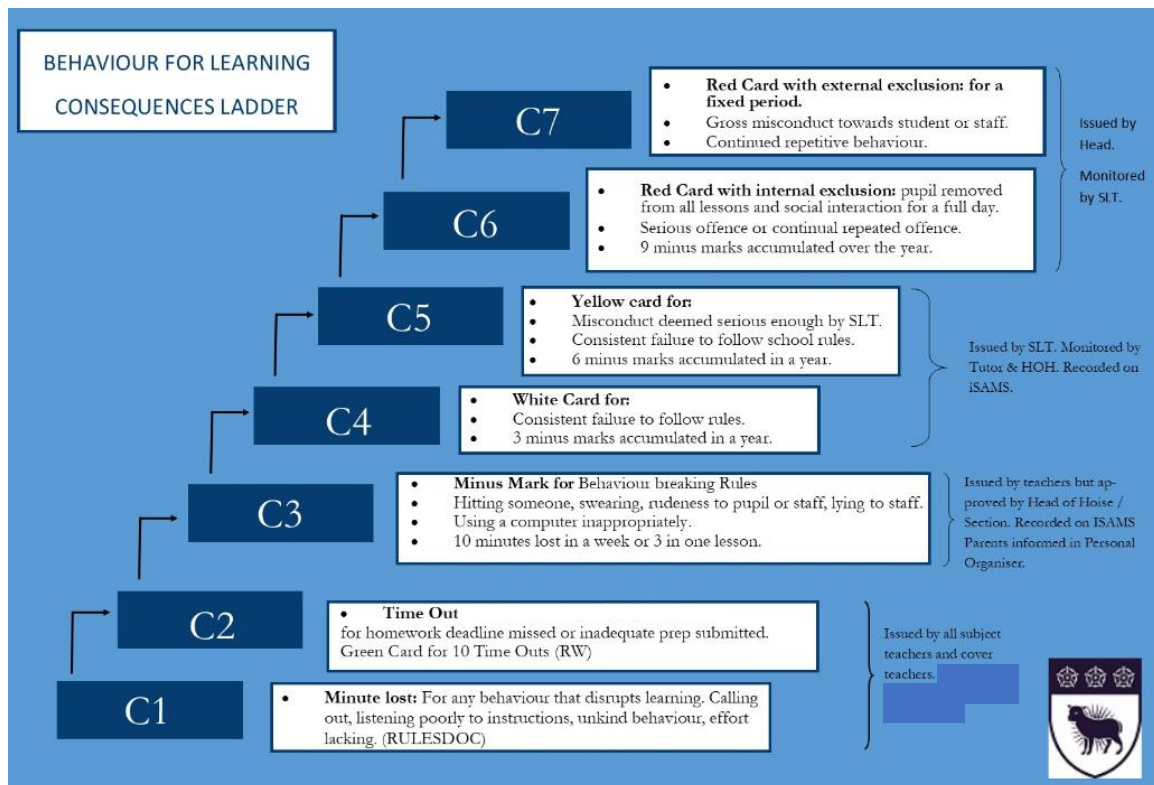 BEHAVIOUR FOR LEARNING
CONSEQUENCES LADDER
C7
• Red Card with external exclusion: for a
fixed period.
• Gross misconduct towards student or staff.
• Continued repetitive behaviour.
Issued by
Head.
Monitored
by SLT.
C6
• Red Card with internal exclusion: pupil removed
from all lessons and social interaction for a full day.
• Serious offence or continual repeated offence.
• 9 minus marks accumulated over the year.
C5
• Yellow card for:
• Misconduct deemed serious enough by SLT.
• Consistent failure to follow school rules.
• 6 minus marks accumulated in a year.
Issued by SLT. Monitored by
Tutor & HOH. Recorded on
iSAMS.
C4
• White Card for:
• Consistent failure to follow rules.
• 3 minus marks accumulated in a year.
C3
• Minus Mark for Behaviour breaking Rules
• Hitting someone, swearing, rudeness to pupil or staff, lying to staff.
• Using a computer inappropriately.
• 10 minutes lost in a week or 3 in one lesson.
Issued by teachers but ap-
proved by Head of Hoise /
Section. Recorded on ISAMS
Parents informed in Personal
Organiser.
C2
• Time Out
for homework deadline missed or inadequate prep submitted.
Green Card for 10 Time Outs (RW)
Issued by all subject
teachers and cover
teachers.
C1
• Minute lost: For any behaviour that disrupts learning. Calling
out, listening poorly to instructions, unkind behaviour, effort
lacking. (RULESDOC)